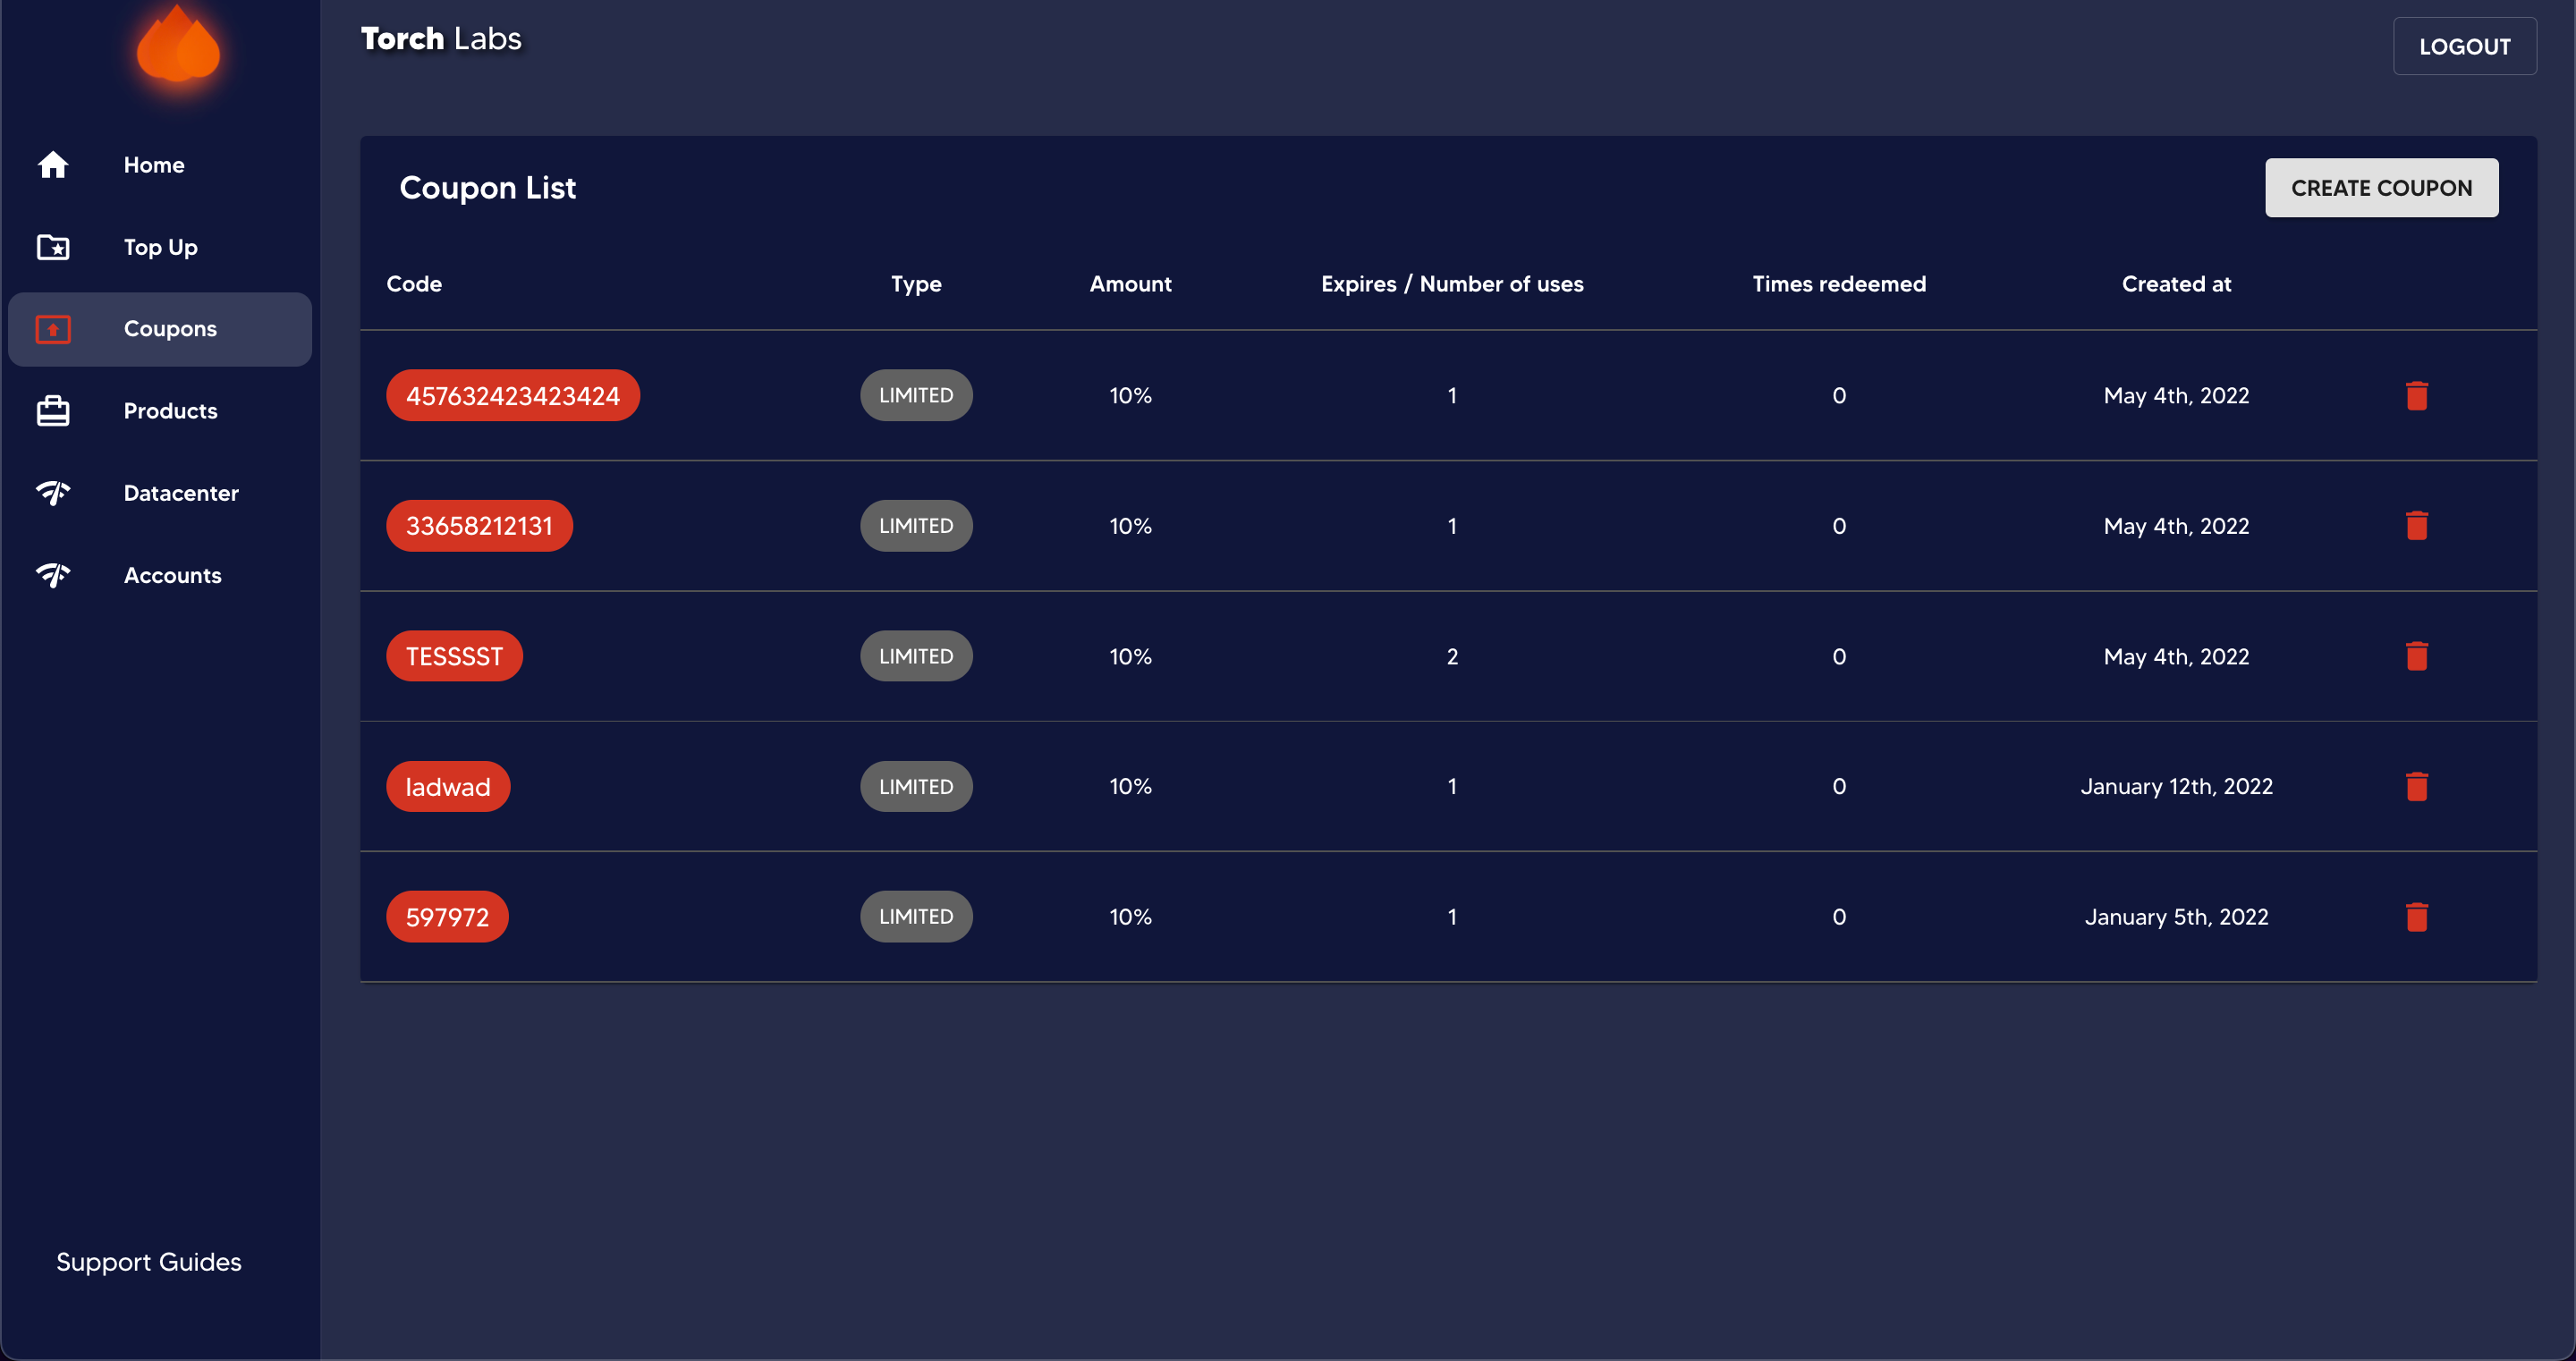 Torch Labs
LOGOUT
Home
Top Up
Coupons
Products
Datacenter
Accounts
Support Guides
Coupon List
CREATE COUPON
Code Type Amount Expires / Number of uses Times redeemed Created at
457632423423424 LIMITED 10% 1 0 May 4th, 2022
33658212131 LIMITED 10% 1 0 May 4th, 2022
TESSSST LIMITED 10% 2 0 May 4th, 2022
ladwad LIMITED 10% 1 0 January 12th, 2022
597972 LIMITED 10% 1 0 January 5th, 2022